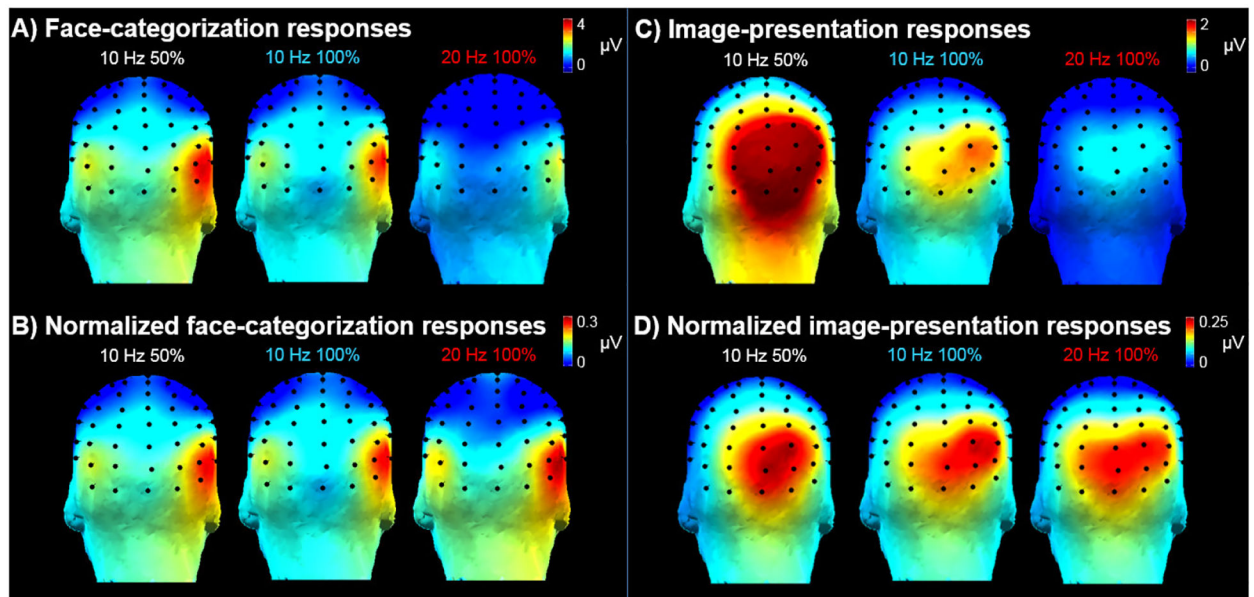 A) Face-categorization responses
4
µV
0
10 Hz 50%
10 Hz 100%
20 Hz 100%
B) Normalized face-categorization responses
0.3
µV
0
10 Hz 50%
10 Hz 100%
20 Hz 100%
C) Image-presentation responses
2
µV
0
10 Hz 50%
10 Hz 100%
20 Hz 100%
D) Normalized image-presentation responses
0.25
µV
0
10 Hz 50%
10 Hz 100%
20 Hz 100%